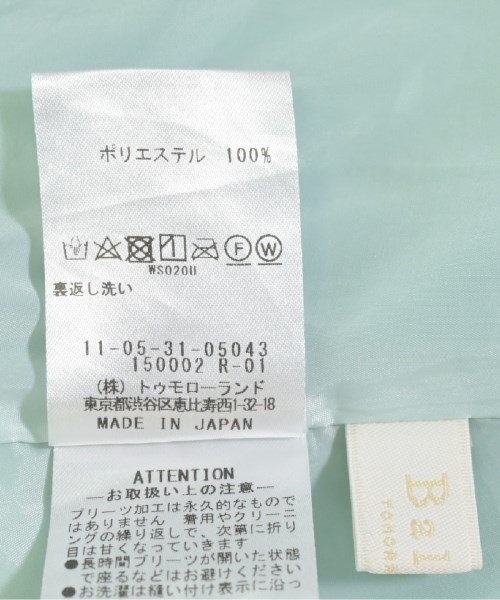 ポリエステル 100%
F W
WS020U
裏返し洗い
11-05-31-05043
150002 R-01
(株) トゥモローランド
東京都渋谷区恵比寿西1-32-18
MADE IN JAPAN
ATTENTION
―お取扱い上の注意―
プリーツ加工は永久的なもので
はありません 着用やクリーニ
ングの繰り返しで、次第に折り
目は甘くなっていきます
●長時間プリーツが開いた状態
で座るなどはお避けください
●お洗濯は縫い付け表示に沿っ
Bal
TOMORR